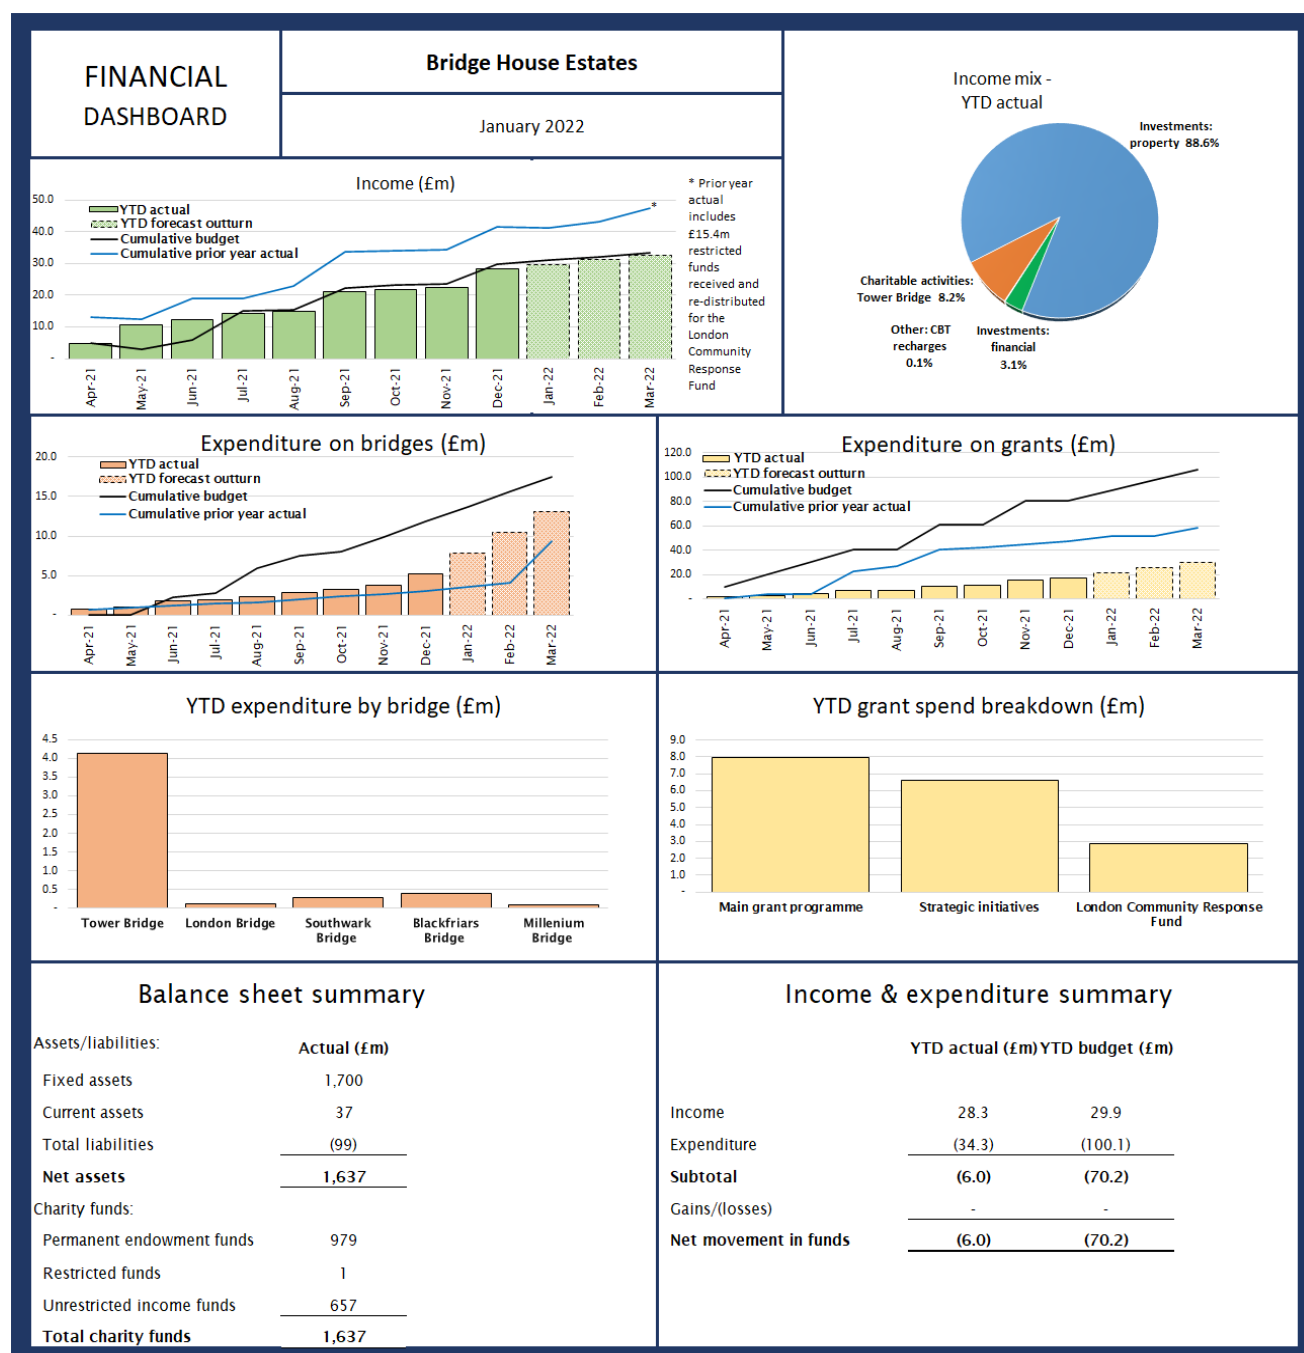 FINANCIAL
DASHBOARD
Bridge House Estates
January 2022
Income mix -
YTD actual
Investments:
property 88.6%
Charitable activities:
Tower Bridge 8.2%
Other: CBT
recharges
0.1%
Investments:
financial
3.1%
Income (£m)
50.0
40.0
30.0
20.0
10.0
-
YTD actual
YTD forecast outturn
Cumulative budget
Cumulative prior year actual
*
Apr-21
May-21
Jun-21
Jul-21
Aug-21
Sep-21
Oct-21
Nov-21
Dec-21
Jan-22
Feb-22
Mar-22
* Prior year
actual
includes
£15.4m
restricted
funds
received and
re-distributed
for the
London
Community
Response
Fund
Expenditure on bridges (£m)
20.0
15.0
10.0
5.0
-
YTD actual
YTD forecast outturn
Cumulative budget
Cumulative prior year actual
Apr-21
May-21
Jun-21
Jul-21
Aug-21
Sep-21
Oct-21
Nov-21
Dec-21
Jan-22
Feb-22
Mar-22
Expenditure on grants (£m)
120.0
100.0
80.0
60.0
40.0
20.0
-
YTD actual
YTD forecast outturn
Cumulative budget
Cumulative prior year actual
Apr-21
May-21
Jun-21
Jul-21
Aug-21
Sep-21
Oct-21
Nov-21
Dec-21
Jan-22
Feb-22
Mar-22
YTD expenditure by bridge (£m)
4.5
4.0
3.5
3.0
2.5
2.0
1.5
1.0
0.5
-
Tower Bridge
London Bridge
Southwark
Bridge
Blackfriars
Bridge
Millenium
Bridge
YTD grant spend breakdown (£m)
9.0
8.0
7.0
6.0
5.0
4.0
3.0
2.0
1.0
-
Main grant programme
Strategic initiatives
London Community Response
Fund
Balance sheet summary
Assets/liabilities: Actual (£m)
Fixed assets 1,700
Current assets 37
Total liabilities (99)
Net assets 1,637
Charity funds:
Permanent endowment funds 979
Restricted funds 1
Unrestricted income funds 657
Total charity funds 1,637
Income & expenditure summary
YTD actual (£m) YTD budget (£m)
Income 28.3 29.9
Expenditure (34.3) (100.1)
Subtotal (6.0) (70.2)
Gains/(losses) - -
Net movement in funds (6.0) (70.2)